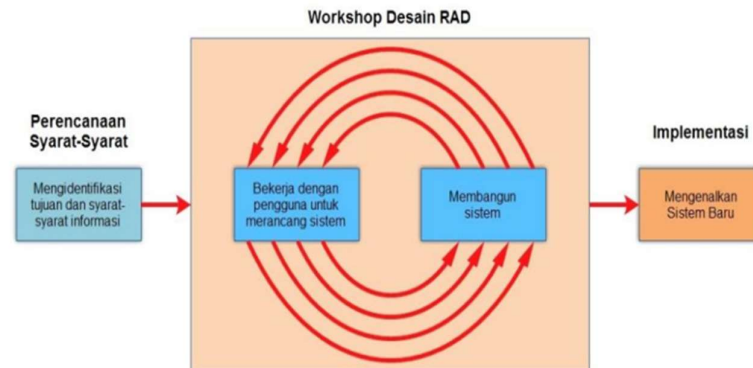 Workshop Desain RAD
Perencanaan
Syarat-Syarat
Mengidentifikasi
tujuan dan syarat-
syarat informasi
Bekerja dengan
pengguna untuk
merancang sistem
Membangun
sistem
Implementasi
Mengenalkan
Sistem Baru